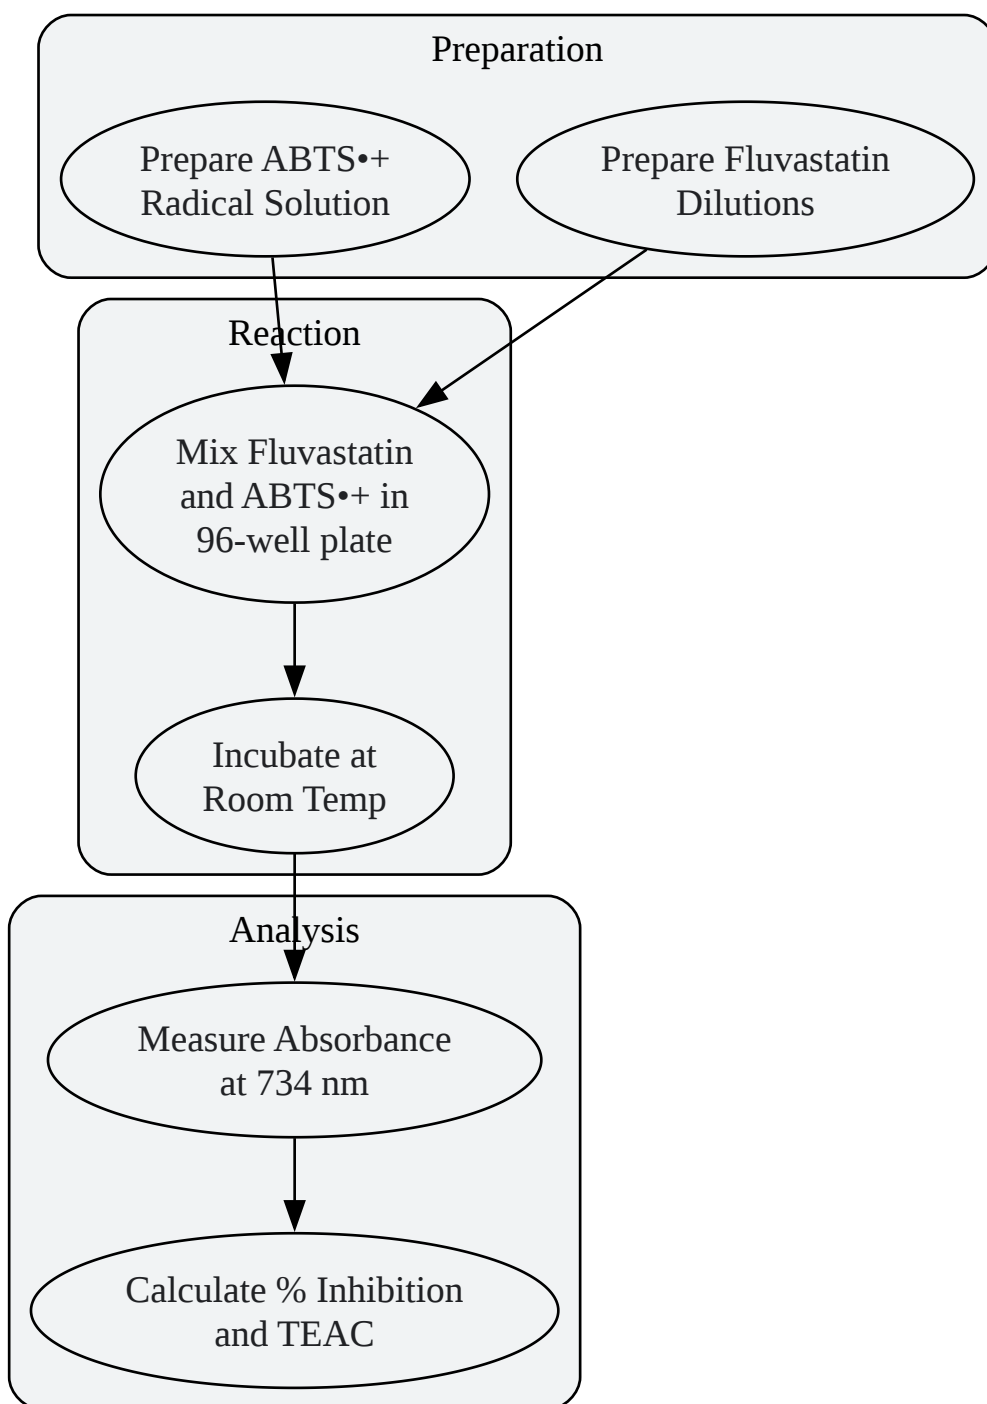 Preparation
Prepare ABTS•+
Radical Solution
Prepare Fluvastatin
Dilutions
Reaction
Mix Fluvastatin
and ABTS•+ in
96-well plate
Incubate at
Room Temp
Analysis
Measure Absorbance
at 734 nm
Calculate % Inhibition
and TEAC